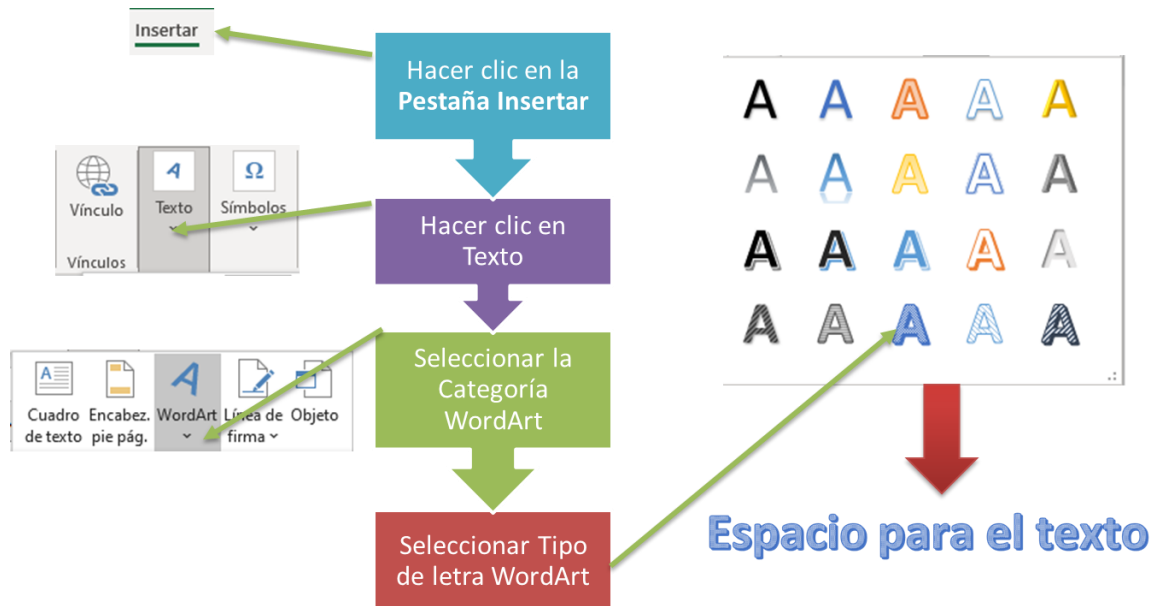 Insertar
Hacer clic en la
Pestaña Insertar
Vínculo
Texto
Símbolos
Vínculos
Hacer clic en
Texto
Cuadro
de texto
Encabez.
pie pág.
WordArt
Línea de
firma
Objeto
Seleccionar la
Categoría
WordArt
Seleccionar Tipo
de letra WordArt
A A A A A
A A A A A
A A A A A
A A A A A
Espacio para el texto